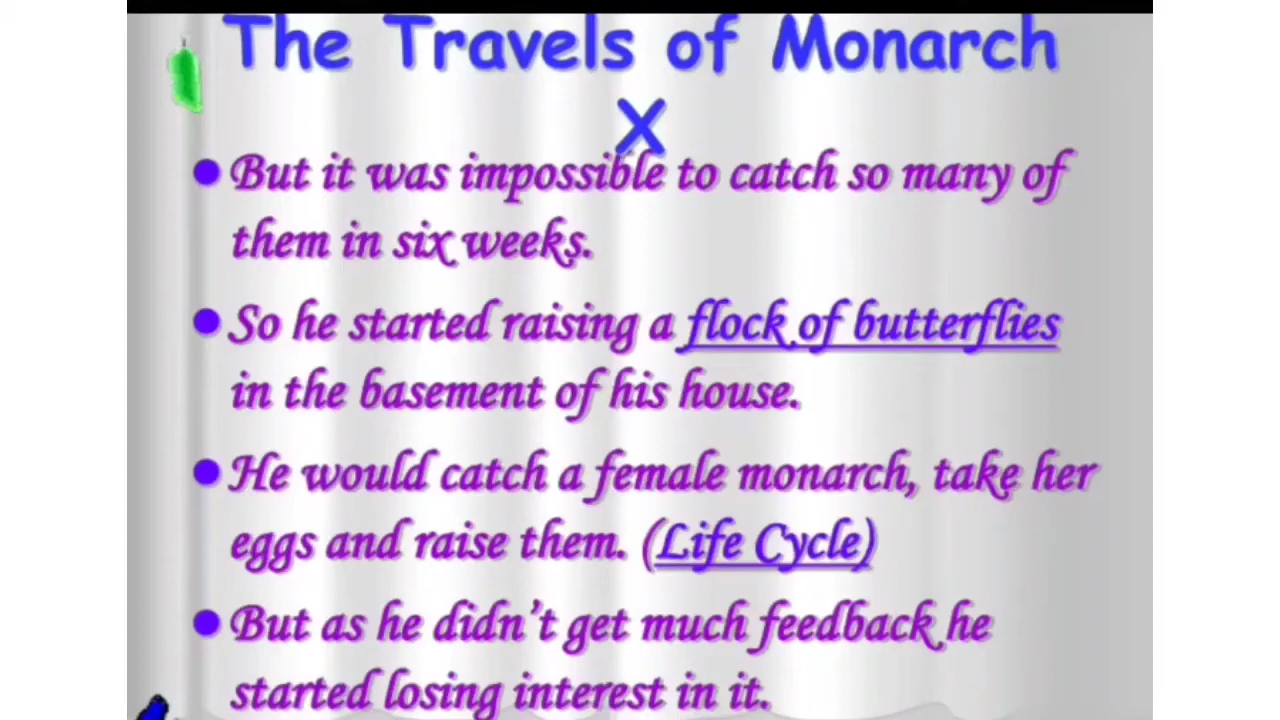 The Travels of Monarch
X
But it was impossible to catch so many of
them in six weeks.
So he started raising a flock of butterflies
in the basement of his house.
He would catch a female monarch, take her
eggs and raise them. (Life Cycle)
But as he didn't get much feedback he
started losing interest in it.